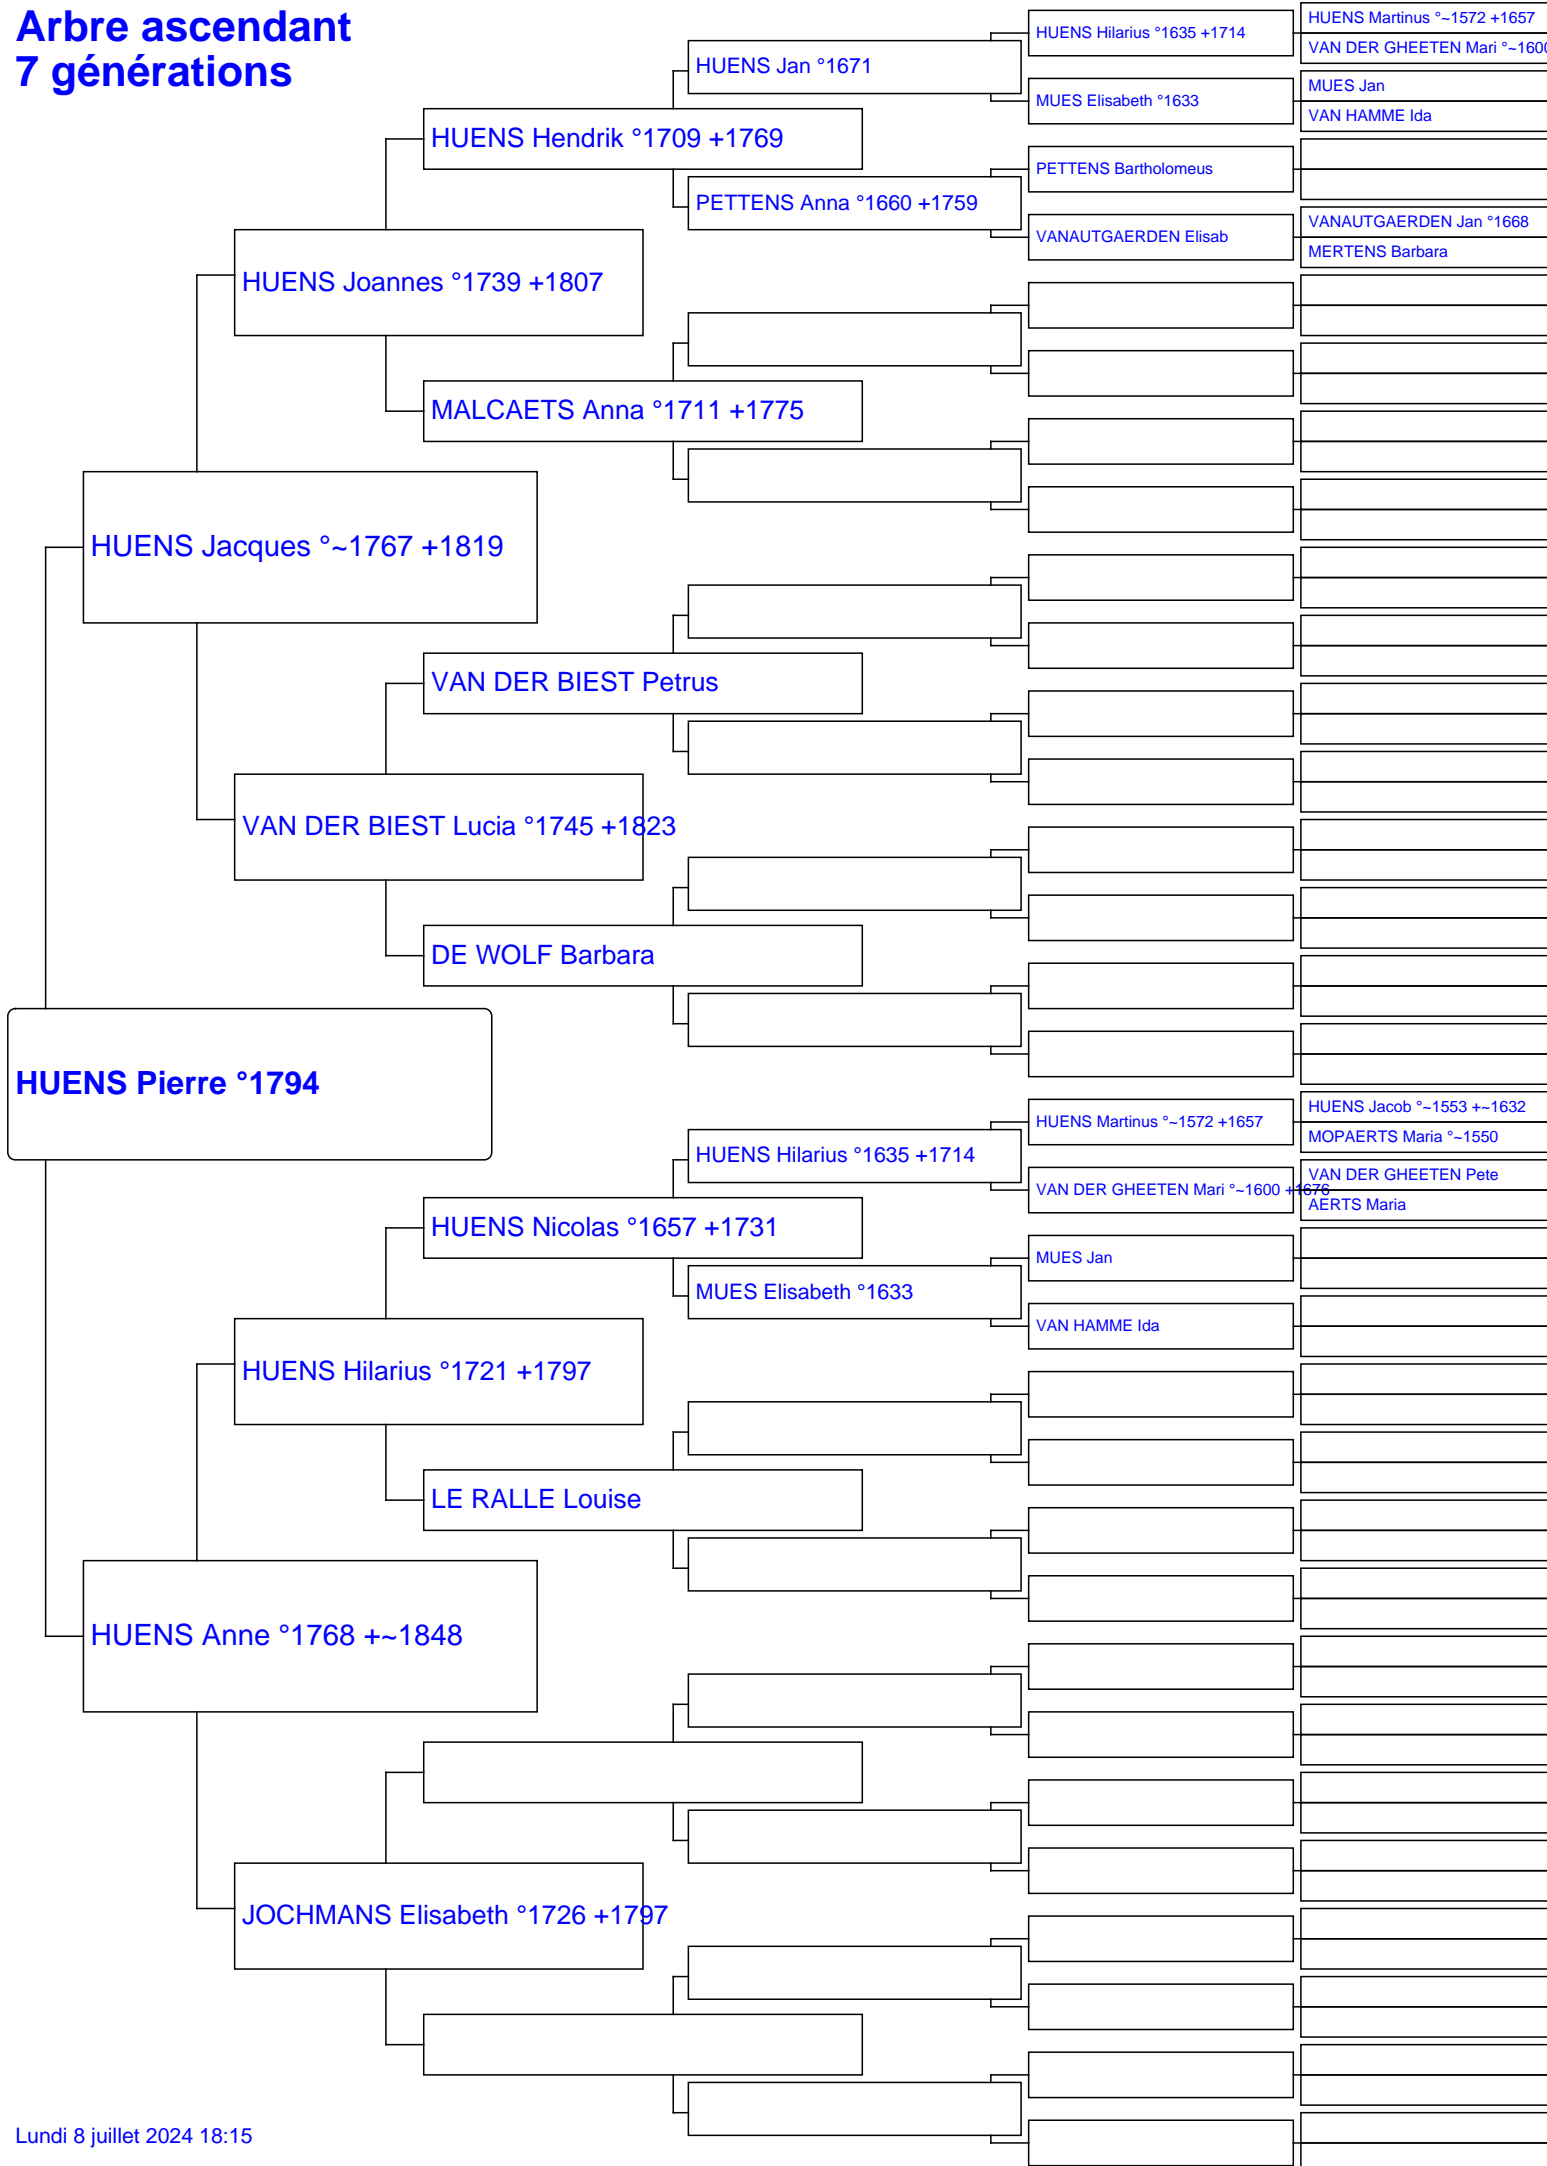 Arbre ascendant
7 générations
HUENS Pierre °1794
HUENS Jacques °~1767 +1819
HUENS Anne °1768 +~1848
HUENS Joannes °1739 +1807
VAN DER BIEST Lucia °1745 +1823
HUENS Hilarius °1721 +1797
JOCHMANS Elisabeth °1726 +1797
HUENS Hendrik °1709 +1769
MALCAETS Anna °1711 +1775
VAN DER BIEST Petrus
DE WOLF Barbara
HUENS Nicolas °1657 +1731
LE RALLE Louise
HUENS Jan °1671
PETTENS Anna °1660 +1759
HUENS Hilarius °1635 +1714
MUES Elisabeth °1633
HUENS Hilarius °1635 +1714
MUES Elisabeth °1633
PETTENS Bartholomeus
VANAUTGAERDEN Elisab
HUENS Martinus °~1572 +1657
VAN DER GHEETEN Mari °~1600 +1676
MUES Jan
VAN HAMME Ida
HUENS Martinus °~1572 +1657
VAN DER GHEETEN Mari °~1600
MUES Jan
VAN HAMME Ida
VANAUTGAERDEN Jan °1668
MERTENS Barbara
HUENS Jacob °~1553 +~1632
MOPAERTS Maria °~1550
VAN DER GHEETEN Pete
AERTS Maria
Lundi 8 juillet 2024 18:15